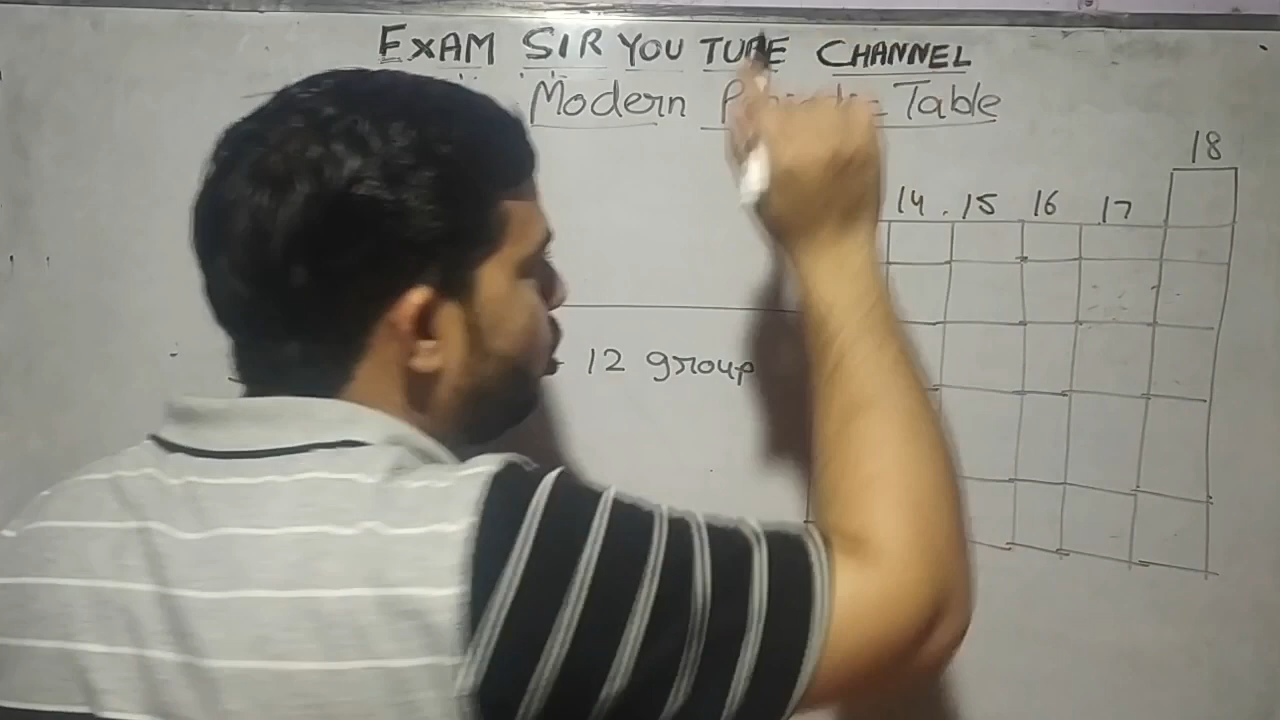 EXAM SIR YOU TUBE CHANNEL
Modern Table
18
14 . 15 16 17
12 group